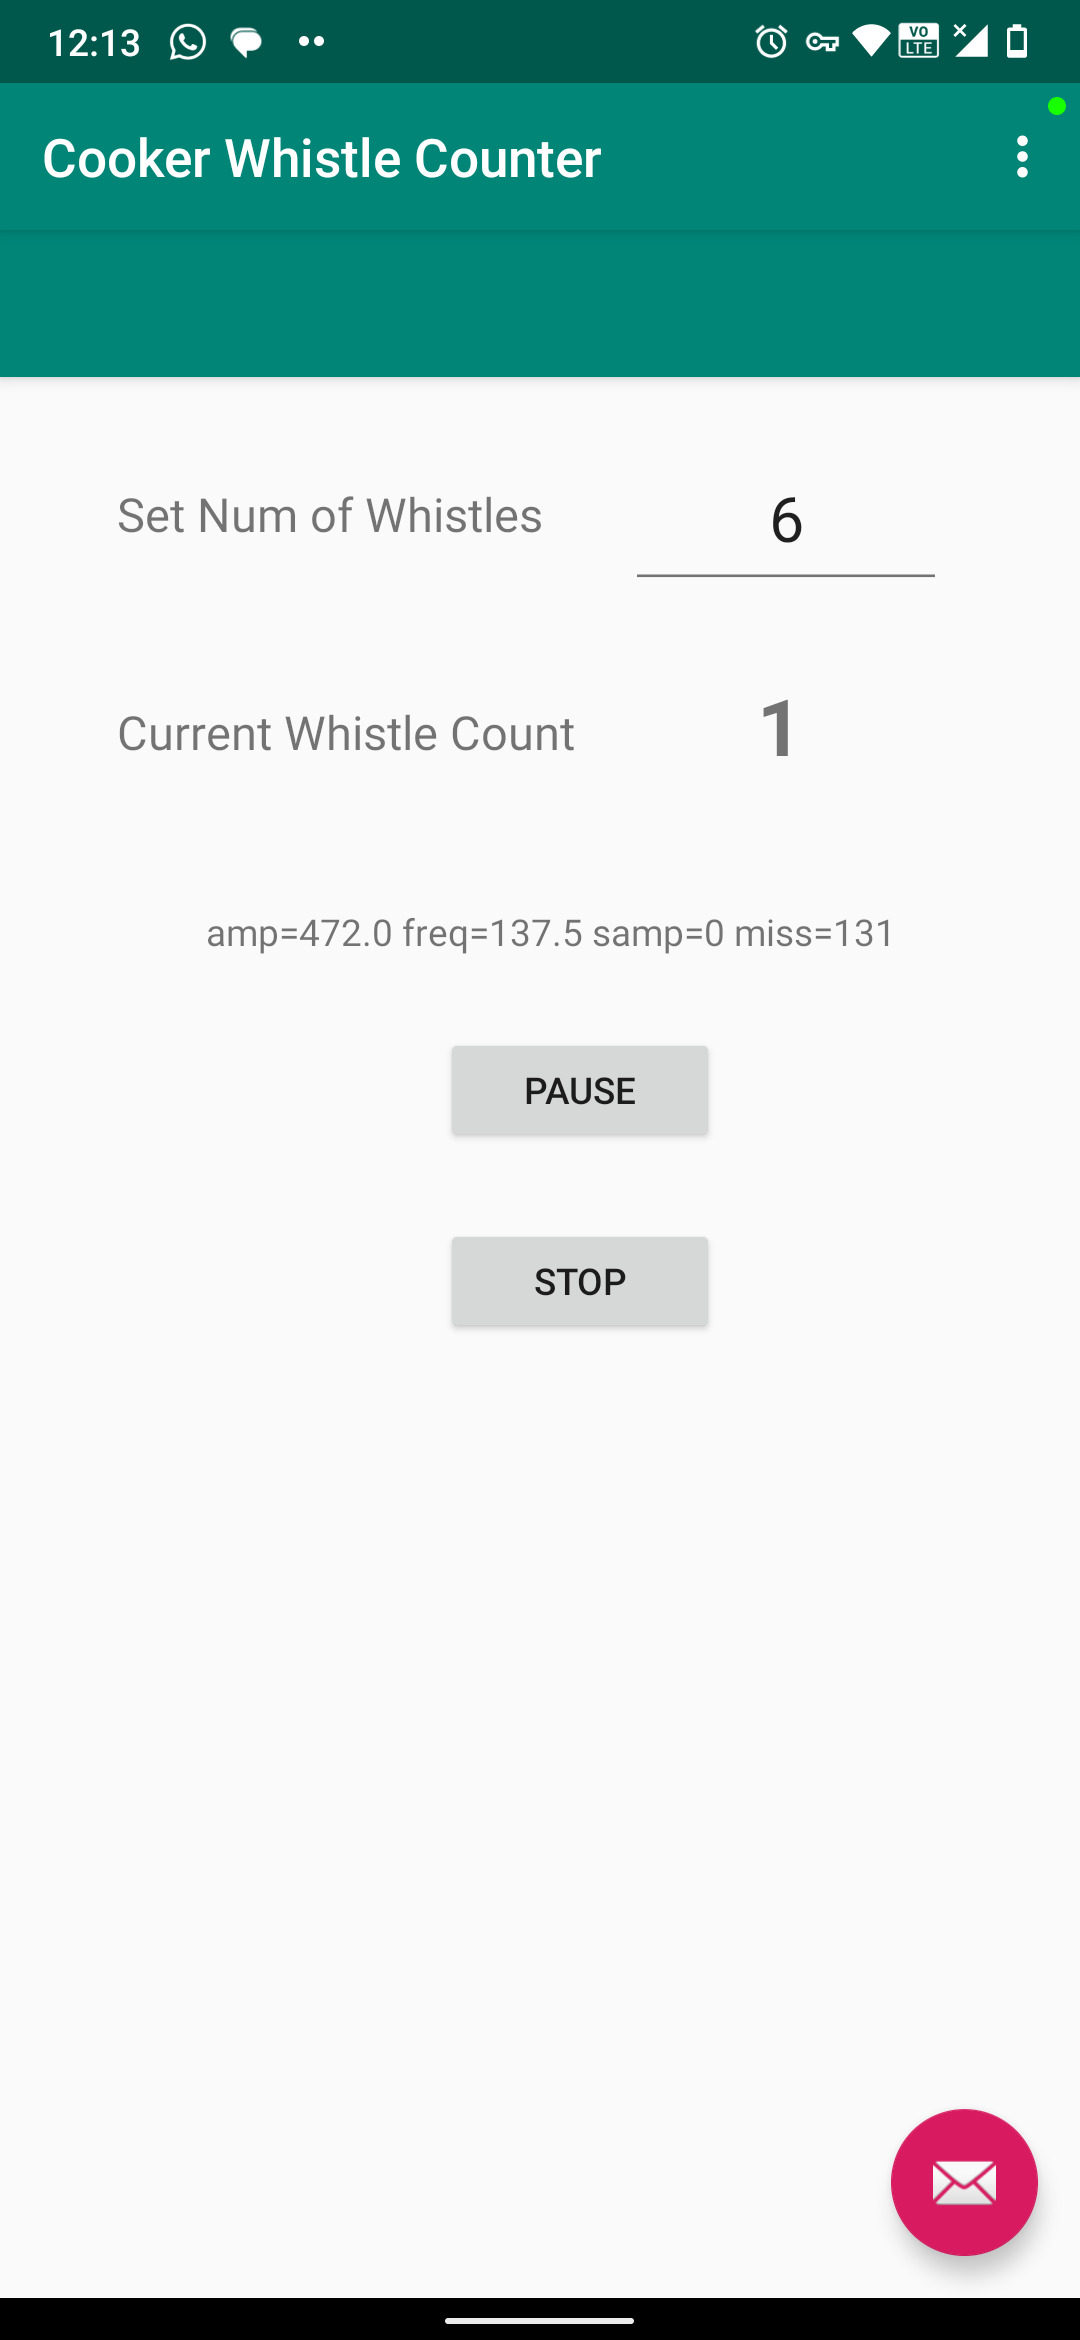 12:13
VO
LTE
Cooker Whistle Counter
Set Num of Whistles
6
Current Whistle Count
1
amp=472.0 freq=137.5 samp=0 miss=131
PAUSE
STOP